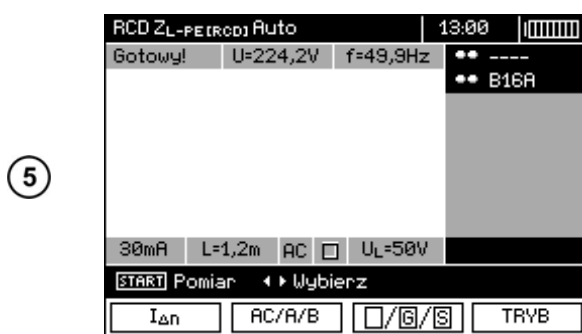 RCD ZL-PE[RCD] Auto 13:00
Gotowy! U=224,2V f=49,9Hz ----
B16A
5
30mA L=1,2m AC UL=50V
START Pomiar Wybierz
I∆n AC/A/B □/G/S TRYB